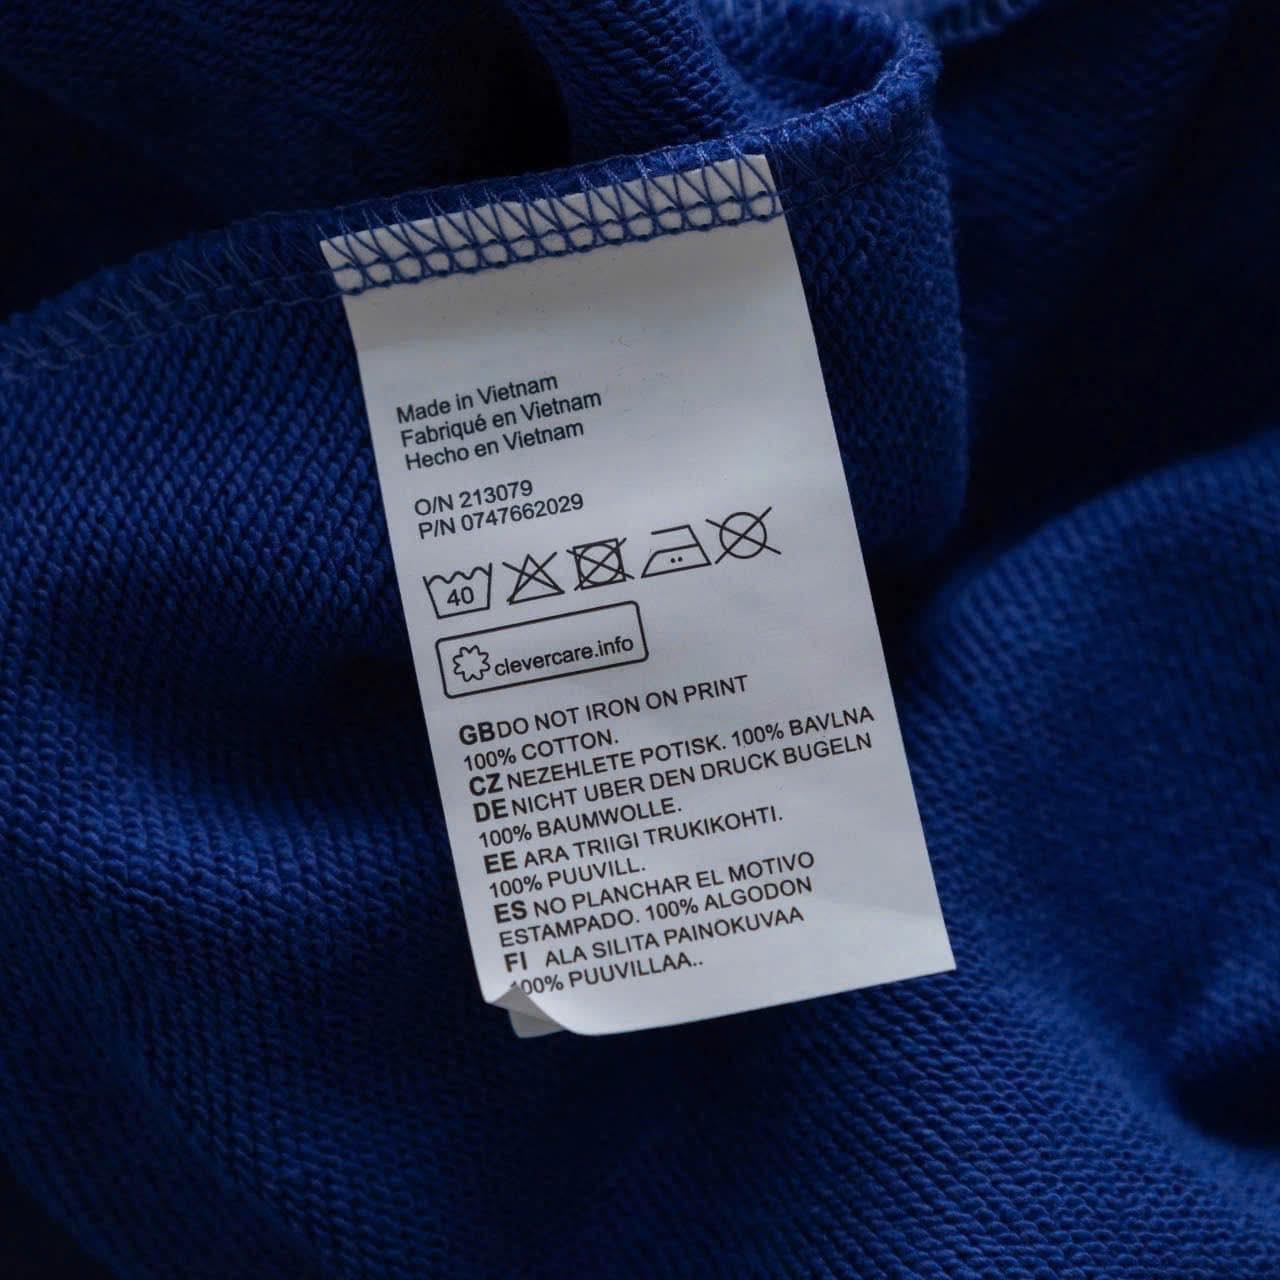 Made in Vietnam
Fabriqué en Vietnam
Hecho en Vietnam
O/N 213079
P/N 0747662029
40
clevercare.info
GB DO NOT IRON ON PRINT
100% COTTON.
CZ NEZEHLETE POTISK. 100% BAVLNA
DE NICHT UBER DEN DRUCK BUGELN
100% BAUMWOLLE.
EE ARA TRIIGI TRUKIKOHTI.
100% PUUVILL.
ES NO PLANCHAR EL MOTIVO
ESTAMPADO. 100% ALGODON
FI ALA SILITA PAINOKUVAA
100% PUUVILLAA..